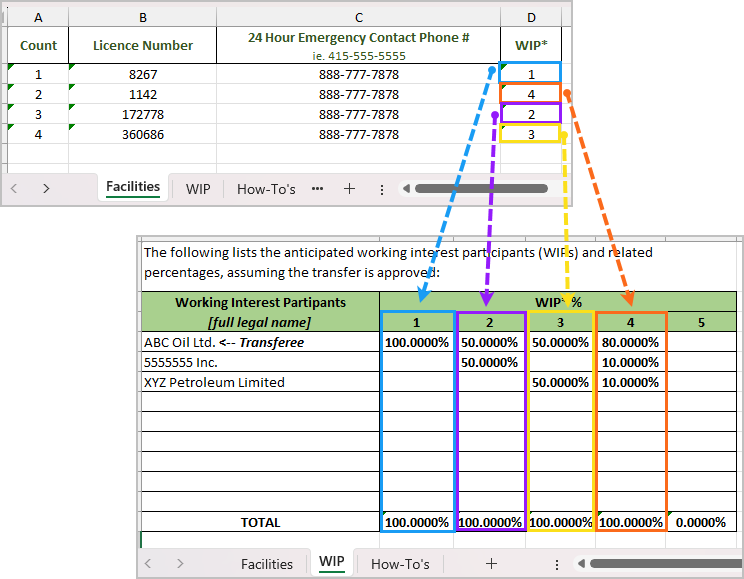 A B C D
Count Licence Number 24 Hour Emergency Contact Phone # ie. 415-555-5555 WIP*
1 8267 888-777-7878 1
2 1142 888-777-7878 4
3 172778 888-777-7878 2
4 360686 888-777-7878 3
Facilities WIP How-To's
The following lists the anticipated working interest participants (WIPs) and related
percentages, assuming the transfer is approved:
Working Interest Partipants WIP* %
[full legal name] 1 2 3 4 5
ABC Oil Ltd. <-- Transferee 100.0000% 50.0000% 50.0000% 80.0000%
5555555 Inc. 50.0000% 10.0000%
XYZ Petroleum Limited 50.0000% 10.0000%
TOTAL 100.0000% 100.0000% 100.0000% 100.0000% 0.0000%
Facilities WIP How-To's